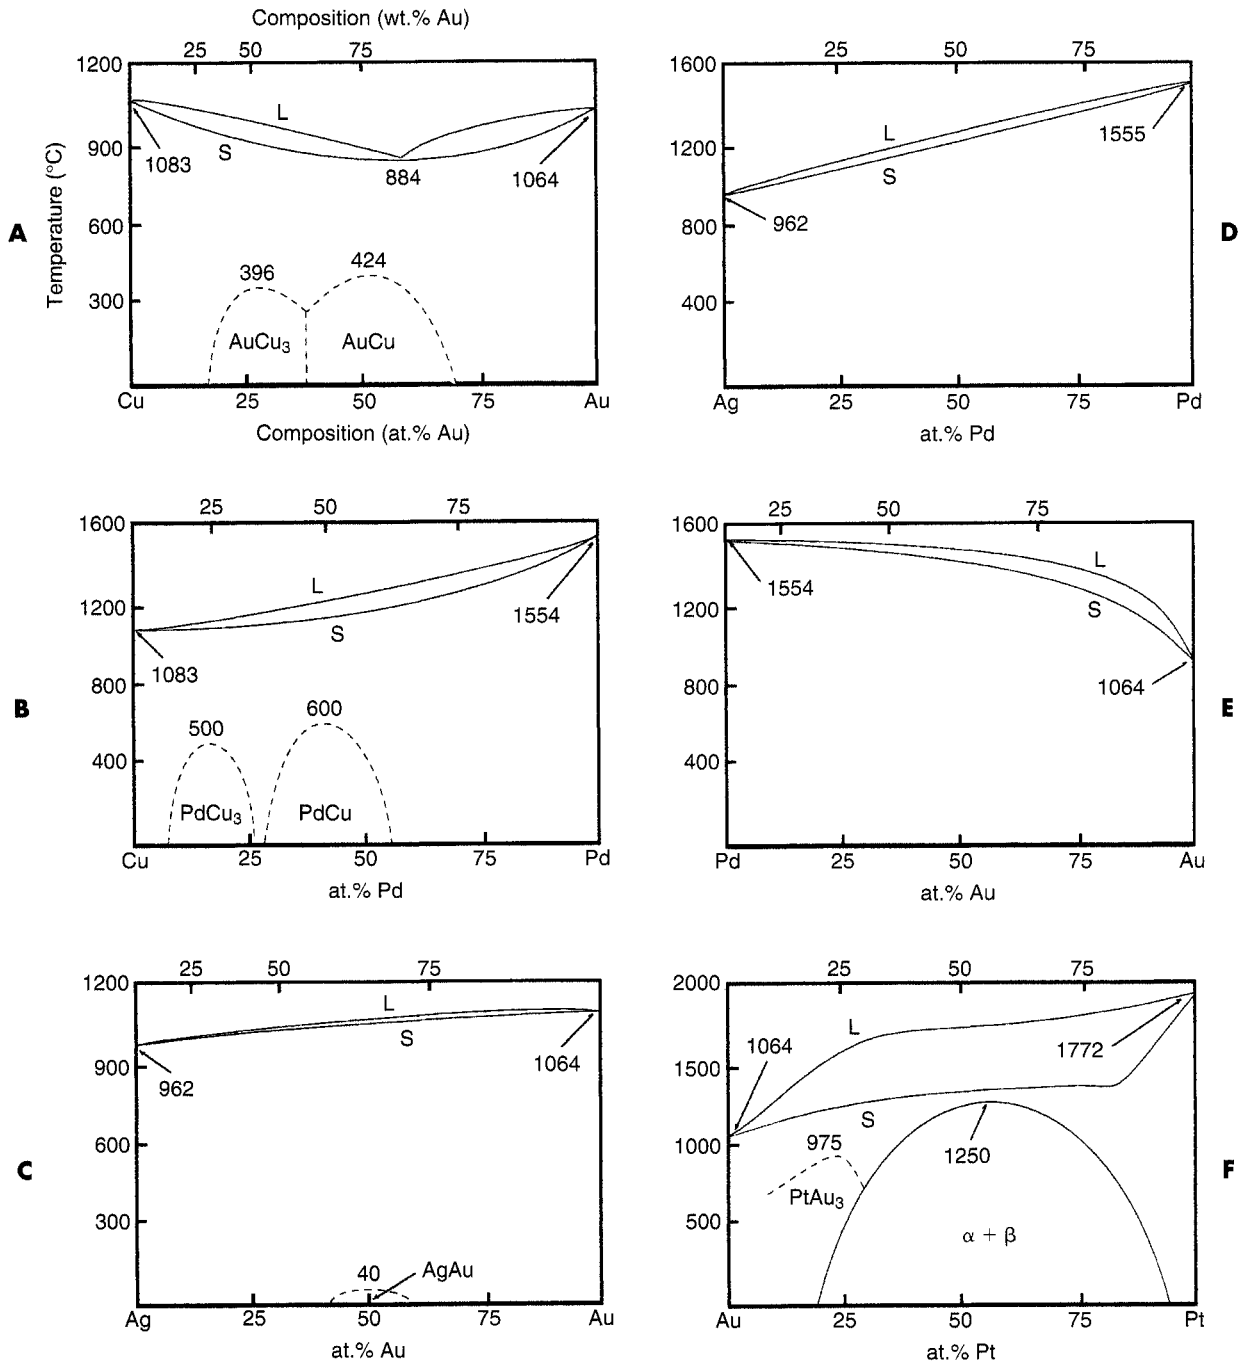 Composition (wt.% Au)
25 50 75
1200
900
600
300
Temperature (°C)
A
L
S
1083
884
1064
396
424
AuCu₃
AuCu
Cu 25 50 75 Au
Composition (at.% Au)
25 50 75
1600
1200
800
400
D
L
S
1555
962
Ag 25 50 75 Pd
at.% Pd
25 50 75
1600
1200
800
400
B
L
S
1554
1083
500
600
PdCu₃
PdCu
Cu 25 50 75 Pd
at.% Pd
25 50 75
1600
1200
800
400
E
1554
L
S
1064
Pd 25 50 75 Au
at.% Au
25 50 75
1200
900
600
300
C
L
S
1064
962
40
AgAu
Ag 25 50 75 Au
at.% Au
25 50 75
2000
1500
1000
500
F
L
1064
1772
S
975
1250
PtAu₃
α + β
Au 25 50 75 Pt
at.% Pt